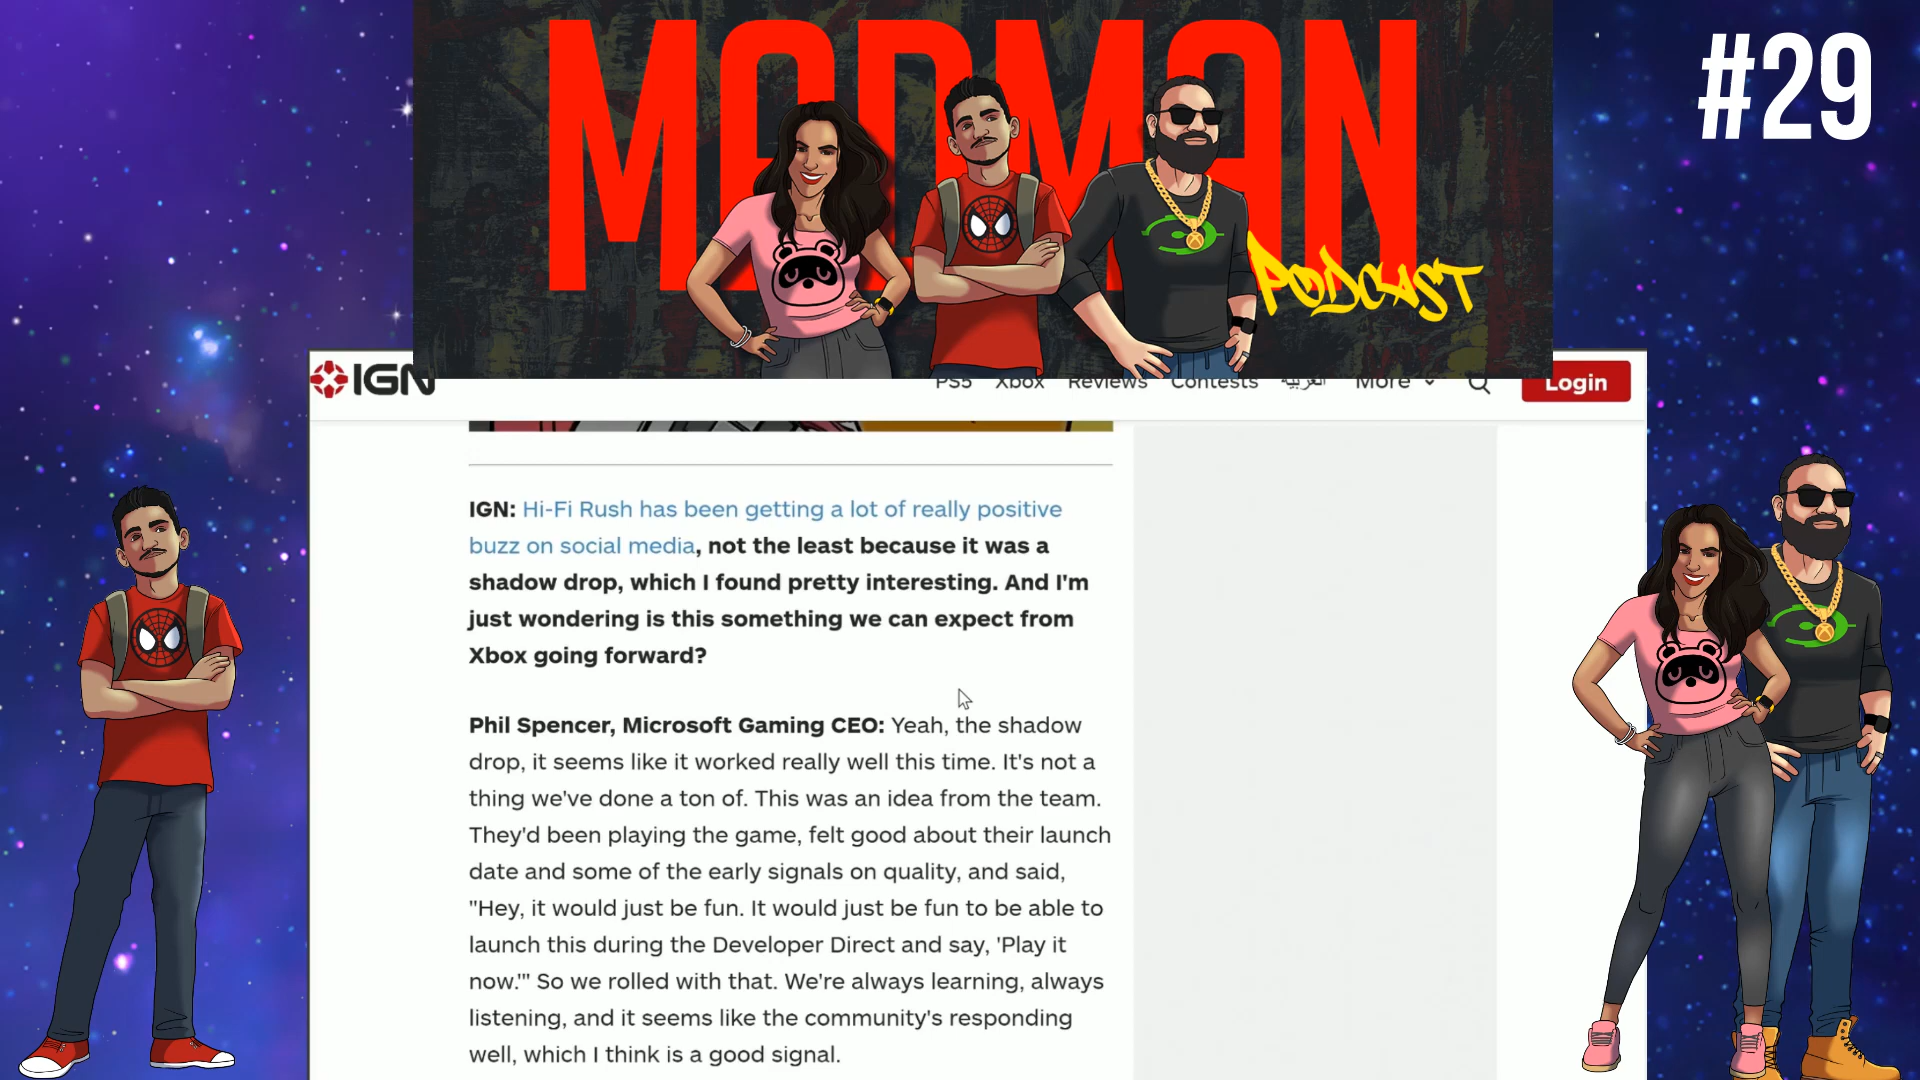 MADMAN
PODCAST
#29
IGN
PS5 Xbox Reviews Contests العربية More Login
IGN: Hi-Fi Rush has been getting a lot of really positive
buzz on social media, not the least because it was a
shadow drop, which I found pretty interesting. And I'm
just wondering is this something we can expect from
Xbox going forward?
Phil Spencer, Microsoft Gaming CEO: Yeah, the shadow
drop, it seems like it worked really well this time. It's not a
thing we've done a ton of. This was an idea from the team.
They'd been playing the game, felt good about their launch
date and some of the early signals on quality, and said,
"Hey, it would just be fun. It would just be fun to be able to
launch this during the Developer Direct and say, 'Play it
now.'" So we rolled with that. We're always learning, always
listening, and it seems like the community's responding
well, which I think is a good signal.